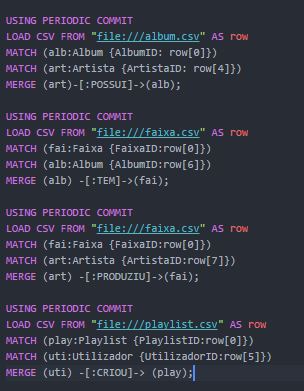 USING PERIODIC COMMIT
LOAD CSV FROM "file:///album.csv" AS row
MATCH (alb:Album {AlbumID: row[0]})
MATCH (art:Artista {ArtistaID: row[4]})
MERGE (art)-[:POSSUI]->(alb);
USING PERIODIC COMMIT
LOAD CSV FROM "file:///faixa.csv" AS row
MATCH (fai:Faixa {FaixaID:row[0]})
MATCH (alb:Album {AlbumID:row[6]})
MERGE (alb) -[:TEM]->(fai);
USING PERIODIC COMMIT
LOAD CSV FROM "file:///faixa.csv" AS row
MATCH (fai:Faixa {FaixaID:row[0]})
MATCH (art:Artista {ArtistaID:row[7]})
MERGE (art) -[:PRODUZIU]->(fai);
USING PERIODIC COMMIT
LOAD CSV FROM "file:///playlist.csv" AS row
MATCH (play:Playlist {PlaylistID:row[0]})
MATCH (uti:Utilizador {UtilizadorID:row[5]})
MERGE (uti) -[:CRIOU]-> (play);